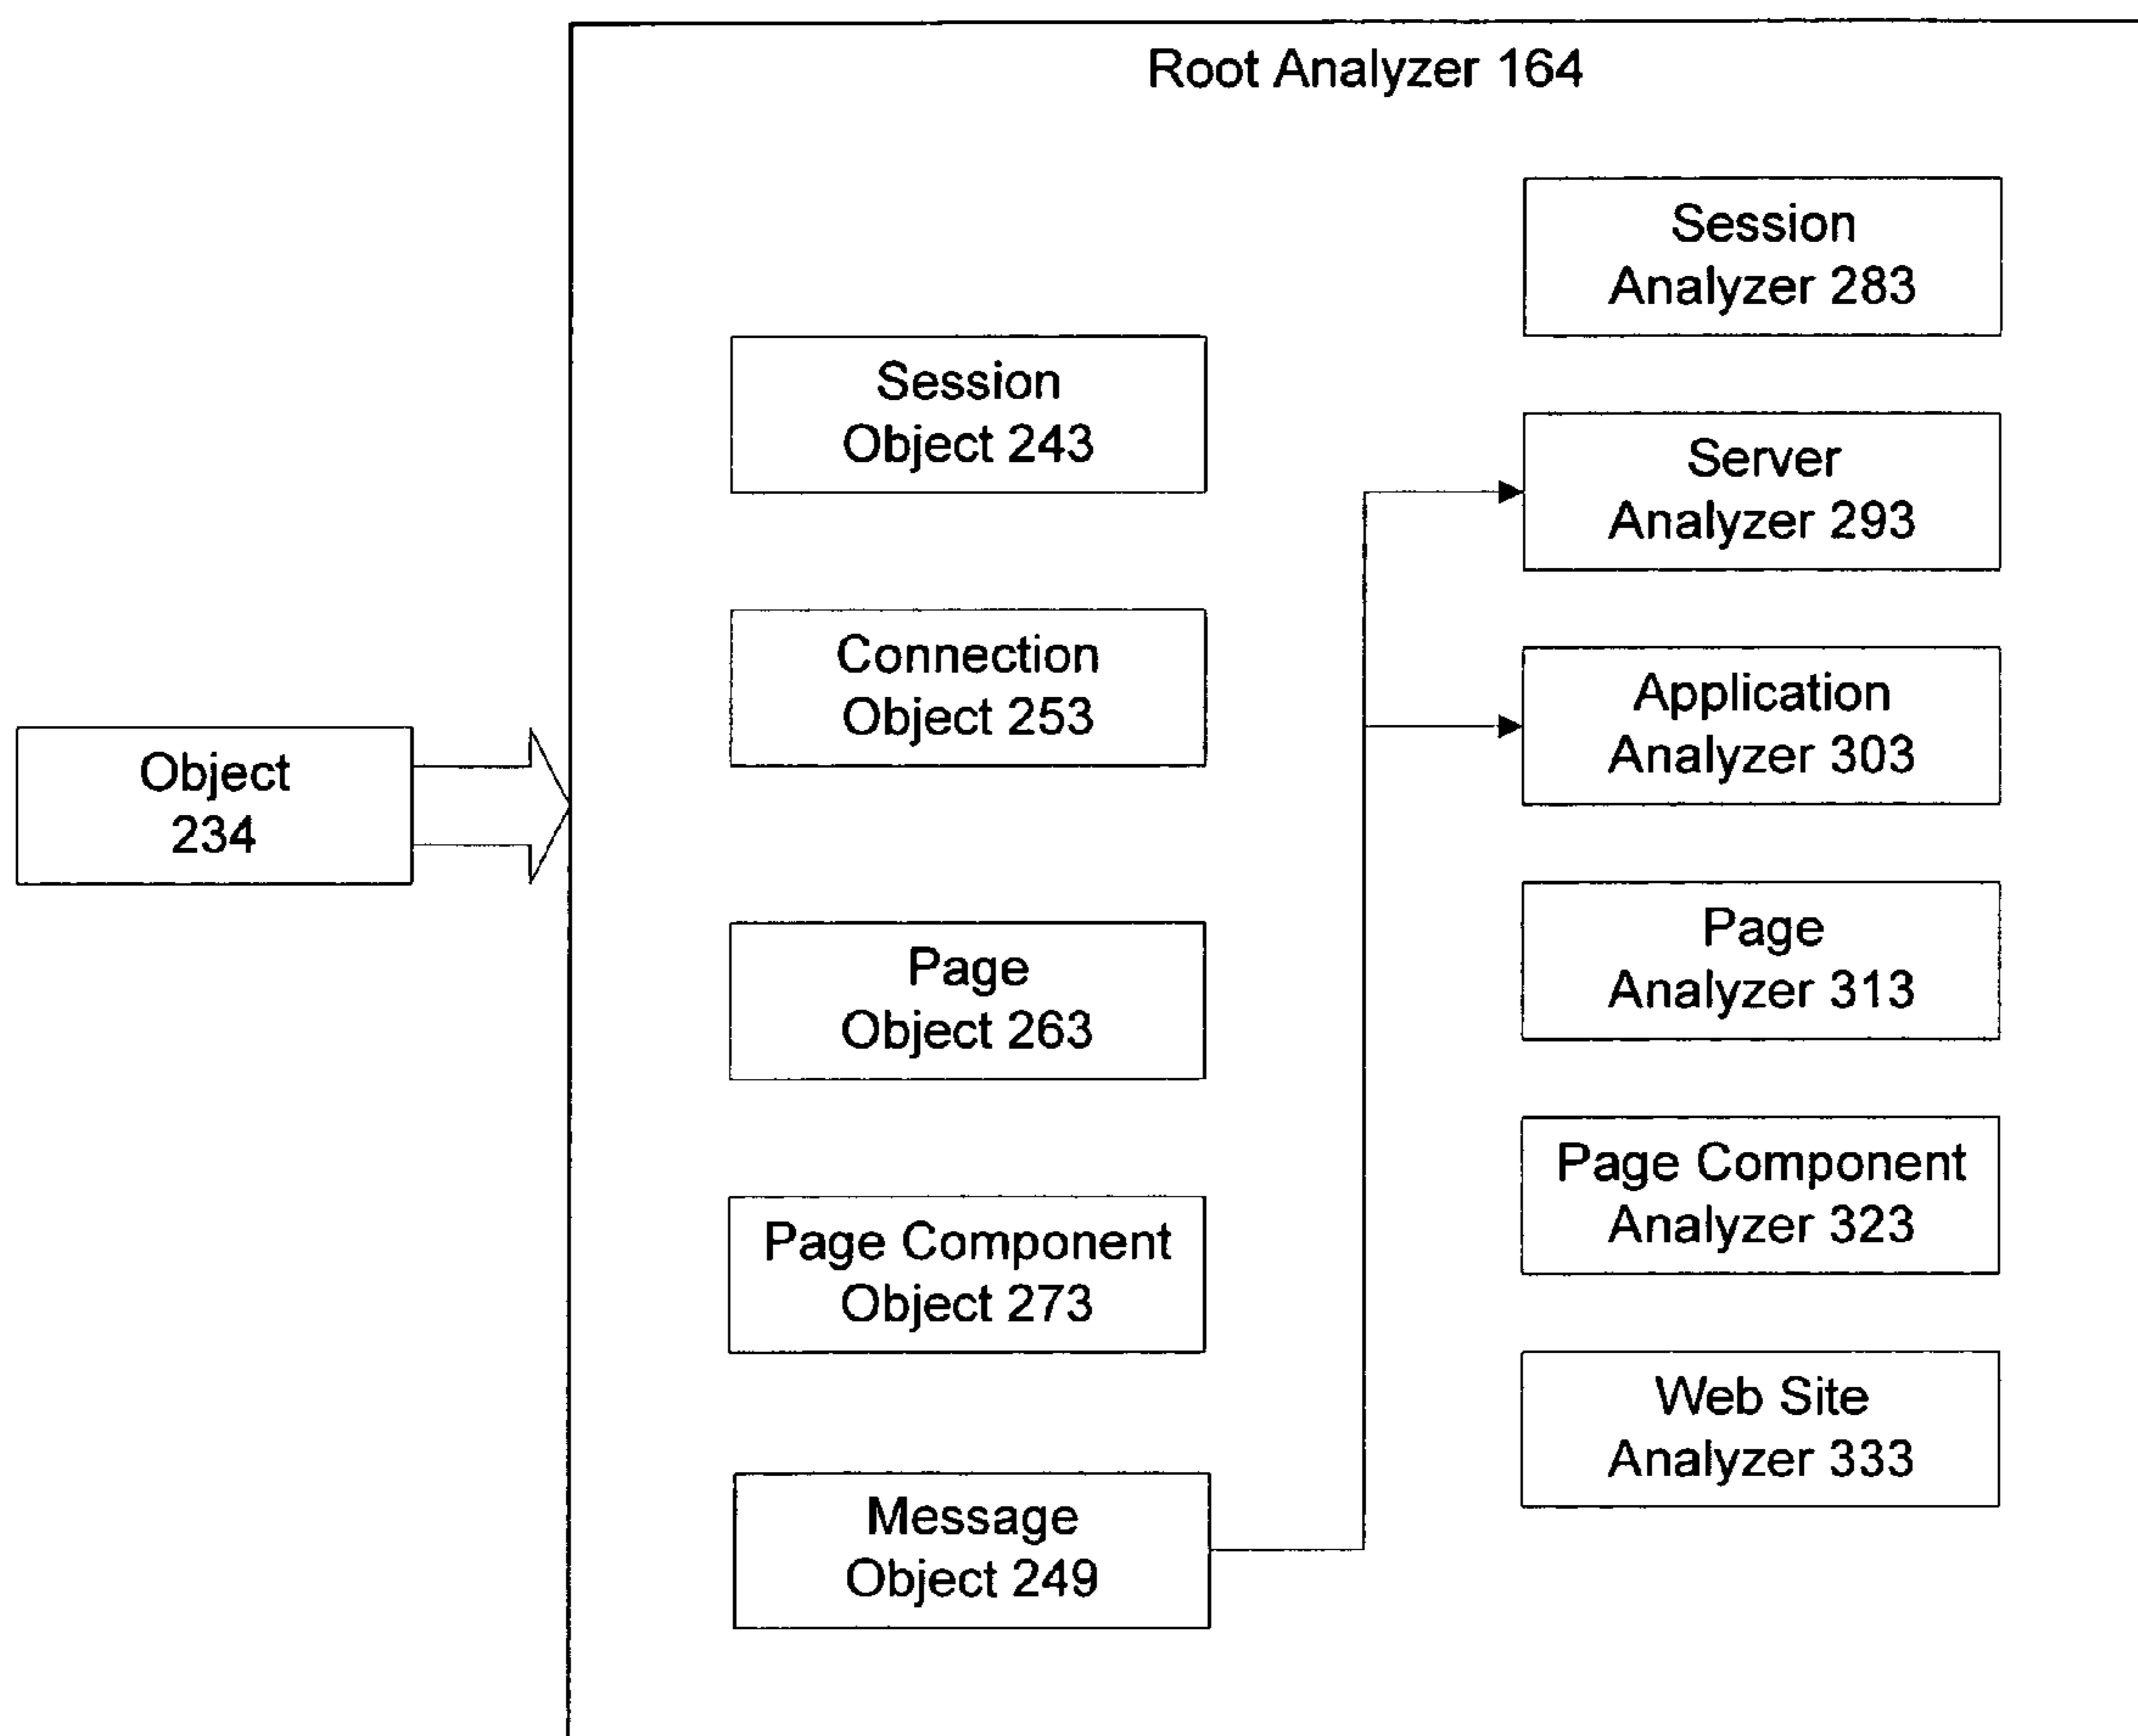 Root Analyzer 164
Object
234
Session
Object 243
Connection
Object 253
Page
Object 263
Page Component
Object 273
Message
Object 249
Session
Analyzer 283
Server
Analyzer 293
Application
Analyzer 303
Page
Analyzer 313
Page Component
Analyzer 323
Web Site
Analyzer 333